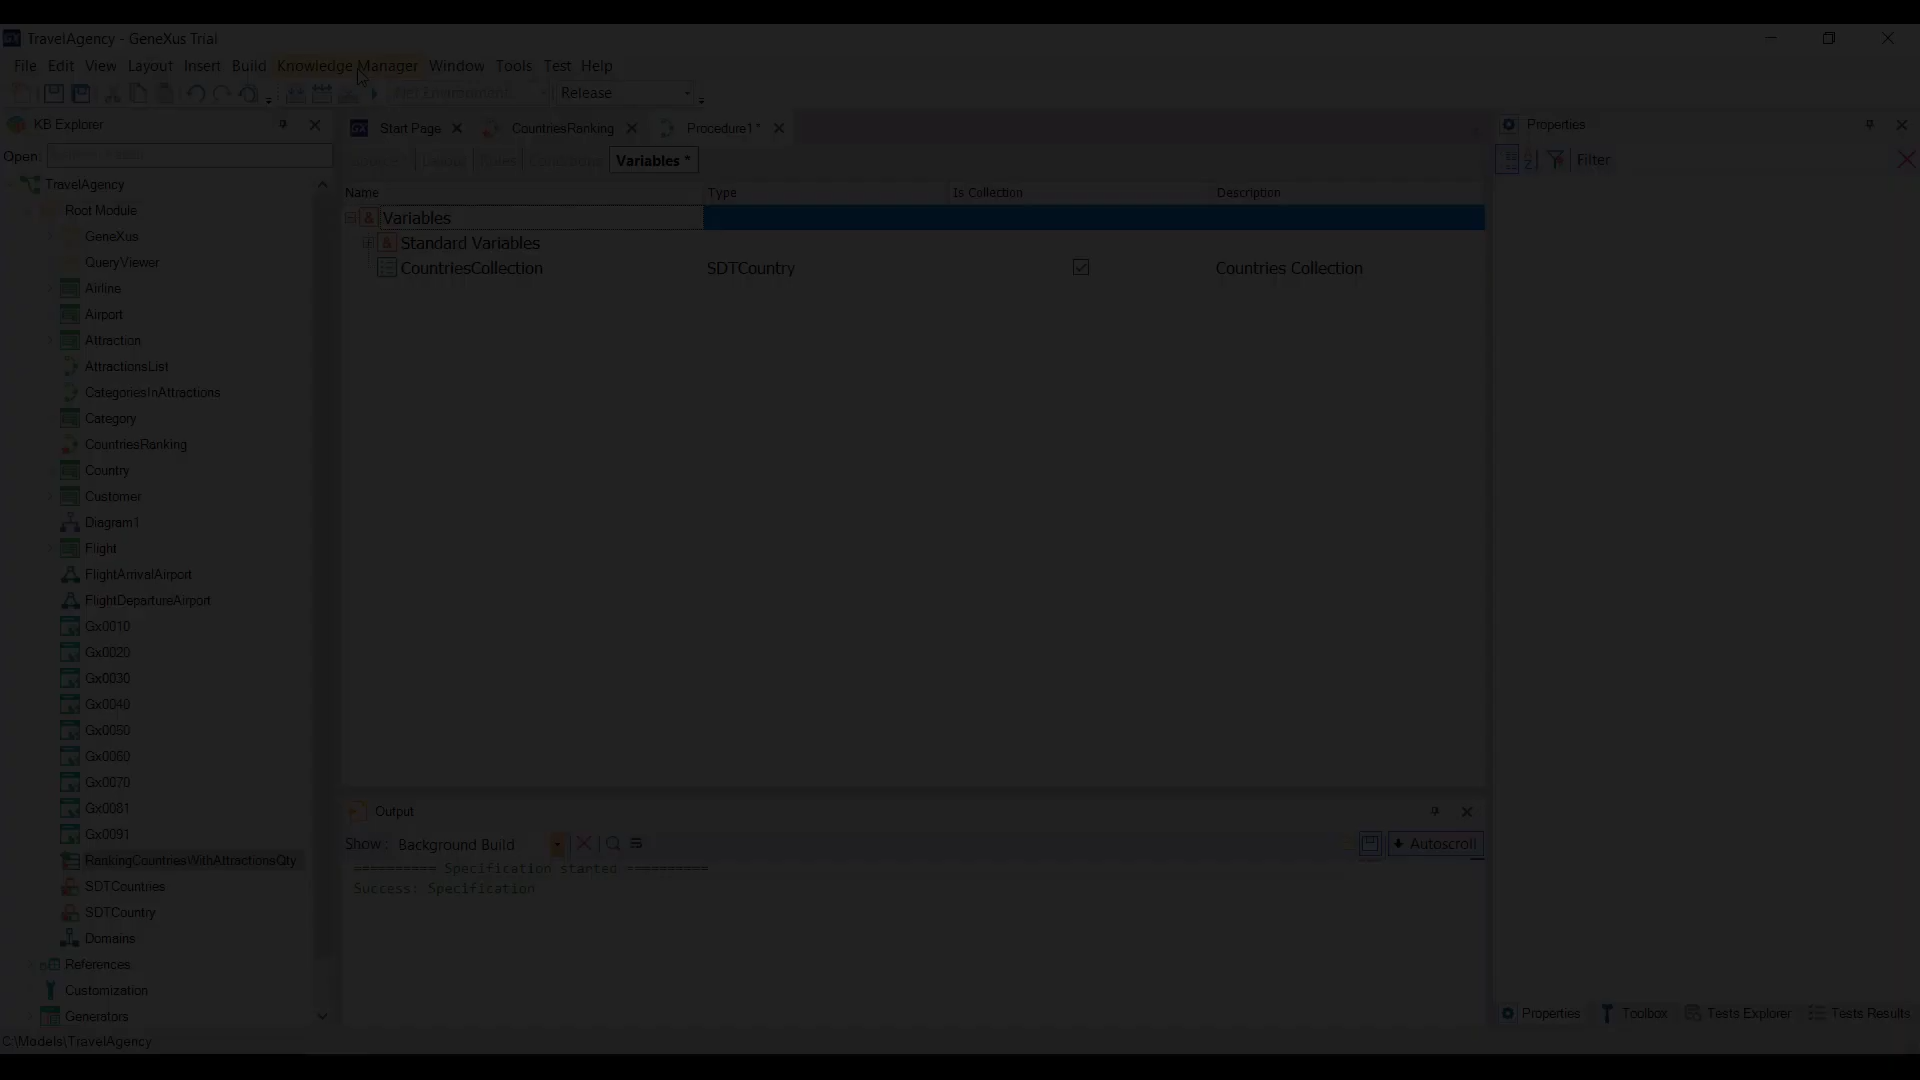 TravelAgency - GeneXus Trial
File Edit View Layout Insert Build Knowledge Manager Window Tools Test Help
Release
KB Explorer
Open:
TravelAgency
Root Module
GeneXus
QueryViewer
Airline
Airport
Attraction
AttractionsList
CategoriesInAttractions
Category
CountriesRanking
Country
Customer
Diagram1
Flight
FlightArrivalAirport
FlightDepartureAirport
Gx0010
Gx0020
Gx0030
Gx0040
Gx0050
Gx0060
Gx0070
Gx0081
Gx0091
RankingCountriesWithAttractionsQty
SDTCountries
SDTCountry
Domains
References
Customization
Generators
Start Page CountriesRanking Procedure1 *
Layout Rules Conditions Variables *
Name Type Is Collection Description
Variables
Standard Variables
CountriesCollection SDTCountry Countries Collection
Output
Show: Background Build Autoscroll
========== Specification started ==========
Success: Specification
Properties
Filter
Properties Toolbox Tests Explorer Tests Results
C:\Models\TravelAgency